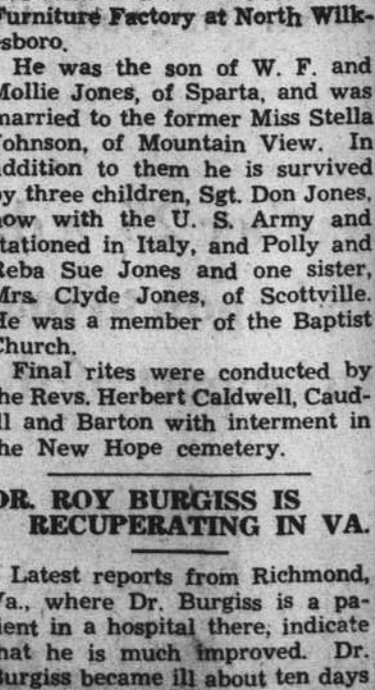 Furniture Factory at North Wilk-
sboro.
He was the son of W. F. and
Mollie Jones, of Sparta, and was
married to the former Miss Stella
Johnson, of Mountain View. In
addition to them he is survived
by three children, Sgt. Don Jones,
now with the U. S. Army and
stationed in Italy, and Polly and
Reba Sue Jones and one sister,
Mrs. Clyde Jones, of Scottville.
He was a member of the Baptist
Church.
Final rites were conducted by
the Revs. Herbert Caldwell, Caud-
ll and Barton with interment in
the New Hope cemetery.
DR. ROY BURGISS IS
RECUPERATING IN VA.
Latest reports from Richmond,
Va., where Dr. Burgiss is a pa-
tient in a hospital there, indicate
that he is much improved. Dr.
Burgiss became ill about ten days